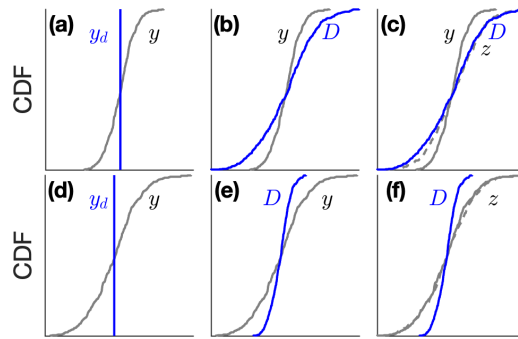 (a) $y_d$ $y$
(b) $y$ $D$
(c) $y$ $D$ $z$
CDF
(d) $y_d$ $y$
(e) $D$ $y$
(f) $D$ $z$
CDF